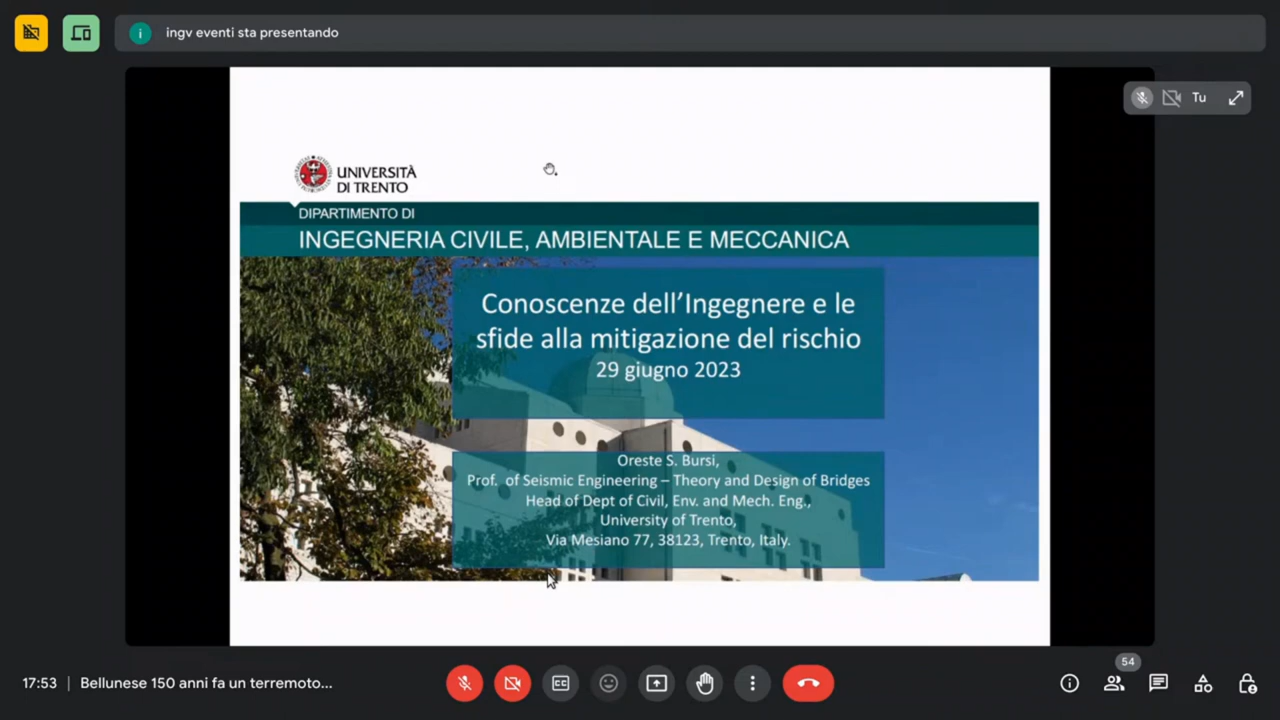 ingv eventi sta presentando
Tu
UNIVERSITÀ
DI TRENTO
DIPARTIMENTO DI
INGEGNERIA CIVILE, AMBIENTALE E MECCANICA
Conoscenze dell'Ingegnere e le
sfide alla mitigazione del rischio
29 giugno 2023
Oreste S. Bursi,
Prof. of Seismic Engineering – Theory and Design of Bridges
Head of Dept of Civil, Env. and Mech. Eng.,
University of Trento,
Via Mesiano 77, 38123, Trento, Italy.
54
17:53 | Bellunese 150 anni fa un terremoto...